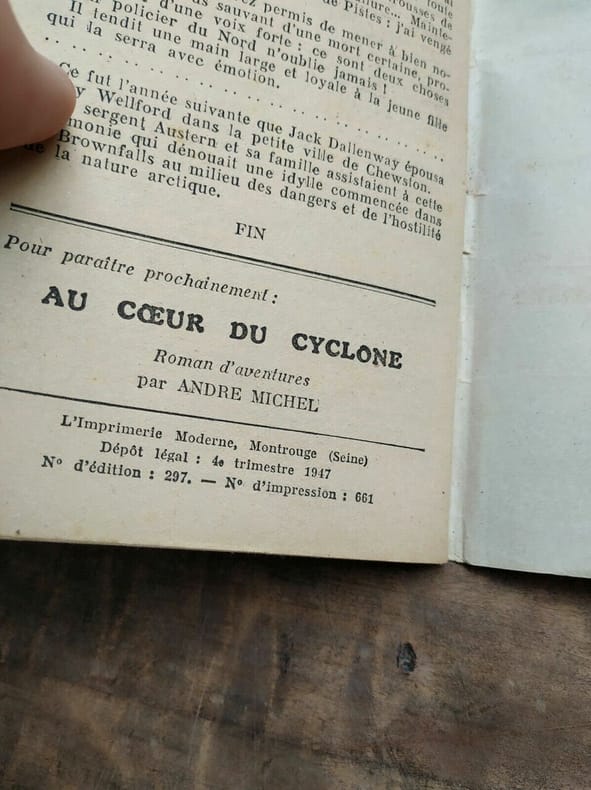 rousses de
permis de mener à bien no-
de Pistes : j'ai vengé
sauvant d'une mort certaine, pro-
d'une voix forte : ce sont deux choses
policier du Nord n'oublie jamais !
Il tendit une main large et loyale à la jeune fille
qui la serra avec émotion.
Ce fut l'année suivante que Jack Dallenway épousa
y Wellford dans la petite ville de Chewston.
sergent Austern et sa famille assistaient à cette
monie qui dénouait une idylle commencée dans
Brownfalls au milieu des dangers et de l'hostilité
de la nature arctique.
FIN
Pour paraître prochainement :
AU CŒUR DU CYCLONE
Roman d'aventures
par ANDRE MICHEL
L'Imprimerie Moderne, Montrouge (Seine)
Dépôt légal : 4e trimestre 1947
N° d'édition : 297. — N° d'impression : 661